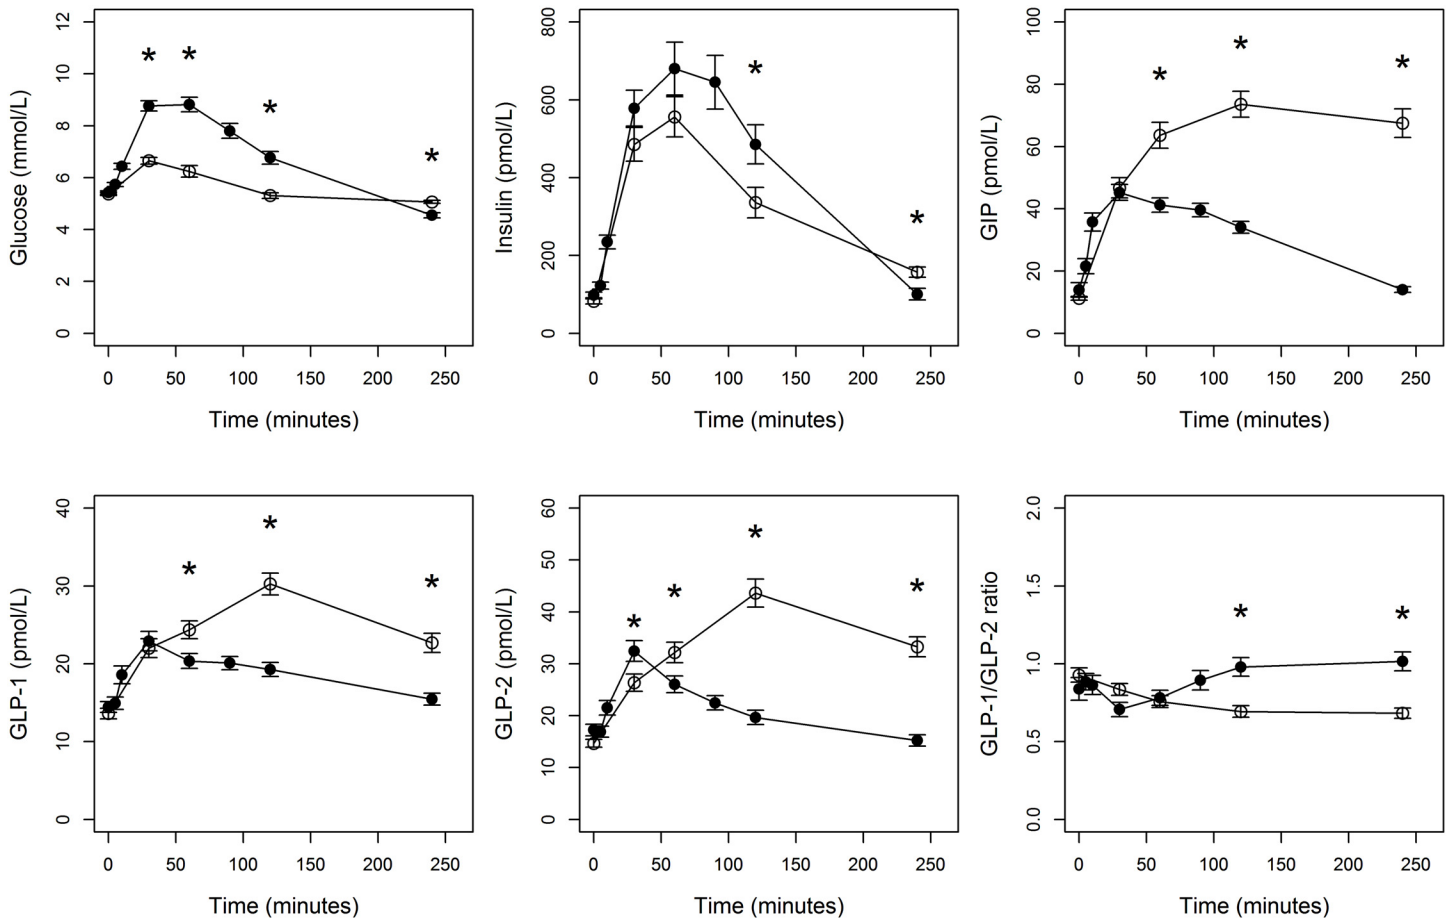 Glucose (mmol/L)
0 2 4 6 8 10 12
* * * *
0 50 100 150 200 250
Time (minutes)
Insulin (pmol/L)
0 200 400 600 800
* *
0 50 100 150 200 250
Time (minutes)
GIP (pmol/L)
0 20 40 60 80 100
* * *
0 50 100 150 200 250
Time (minutes)
GLP-1 (pmol/L)
0 10 20 30 40
* * *
0 50 100 150 200 250
Time (minutes)
GLP-2 (pmol/L)
0 10 20 30 40 50 60
* * * *
0 50 100 150 200 250
Time (minutes)
GLP-1/GLP-2 ratio
0.0 0.5 1.0 1.5 2.0
* *
0 50 100 150 200 250
Time (minutes)